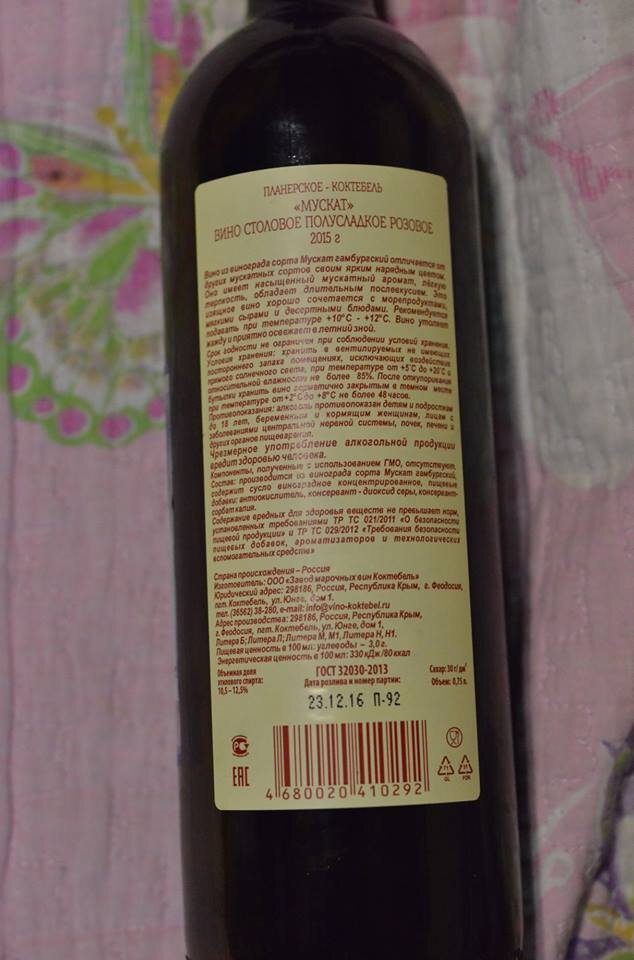 ПЛАНЕРСКОЕ - КОКТЕБЕЛЬ
«МУСКАТ»
ВИНО СТОЛОВОЕ ПОЛУСЛАДКОЕ РОЗОВОЕ
2015 г
Вино из винограда сорта Мускат гамбургский отличается от
других мускатных сортов своим ярким нарядным цветом.
Оно имеет насыщенный мускатный аромат, лёгкую
терпкость, обладает длительным послевкусием. Это
изящное вино хорошо сочетается с морепродуктами,
мягкими сырами и десертными блюдами. Рекомендуется
подавать при температуре +10°С - +12°С. Вино утоляет
жажду и приятно освежает в летний зной.
Срок годности не ограничен при соблюдении условий хранения.
Условия хранения: хранить в вентилируемых не имеющих
постороннего запаха помещениях, исключающих воздействие
прямого солнечного света, при температуре от +5°С до +20°С и
относительной влажности не более 85%. После откупоривания
бутылки хранить вино герметично закрытым в темном месте
при температуре от +2°С до +8°С не более 48 часов.
Противопоказания: алкоголь противопоказан детям и подросткам
до 18 лет, беременным и кормящим женщинам, лицам с
заболеваниями центральной нервной системы, почек, печени и
других органов пищеварения.
Чрезмерное употребление алкогольной продукции
вредит здоровью человека.
Компоненты, полученные с использованием ГМО, отсутствуют.
Состав: производится из винограда сорта Мускат гамбургский,
содержит сусло виноградное концентрированное, пищевые
добавки: антиокислитель, консервант - диоксид серы, консервант-
сорбат калия.
Содержание вредных для здоровья веществ не превышает норм,
установленных требованиями ТР ТС 021/2011 «О безопасности
пищевой продукции» и ТР ТС 029/2012 «Требования безопасности
пищевых добавок, ароматизаторов и технологических
вспомогательных средств»
Страна происхождения – Россия
Изготовитель: ООО «Завод марочных вин Коктебель»
Юридический адрес: 298186, Россия, Республика Крым, г. Феодосия,
пгт. Коктебель, ул. Юнге, дом 1.
тел. (36562) 38-280, e-mail: info@vino-koktebel.ru
Адрес производства: 298186, Россия, Республика Крым,
г. Феодосия, пгт. Коктебель, ул. Юнге, дом 1,
Литера Б; Литера Л; Литера М, М1, Литера Н, Н1.
Пищевая ценность в 100 мл: углеводы – 3,0 г.
Энергетическая ценность в 100 мл: 330 кДж /80 ккал
Объемная доля
этилового спирта:
10,5 – 12,5%
ГОСТ 32030-2013
Дата розлива и номер партии:
Сахар: 30 г/дм³
Объем: 0,75 л.
23.12.16 П-92
РС
ЕАС
71
GL
91
FOR
4 680020 410292